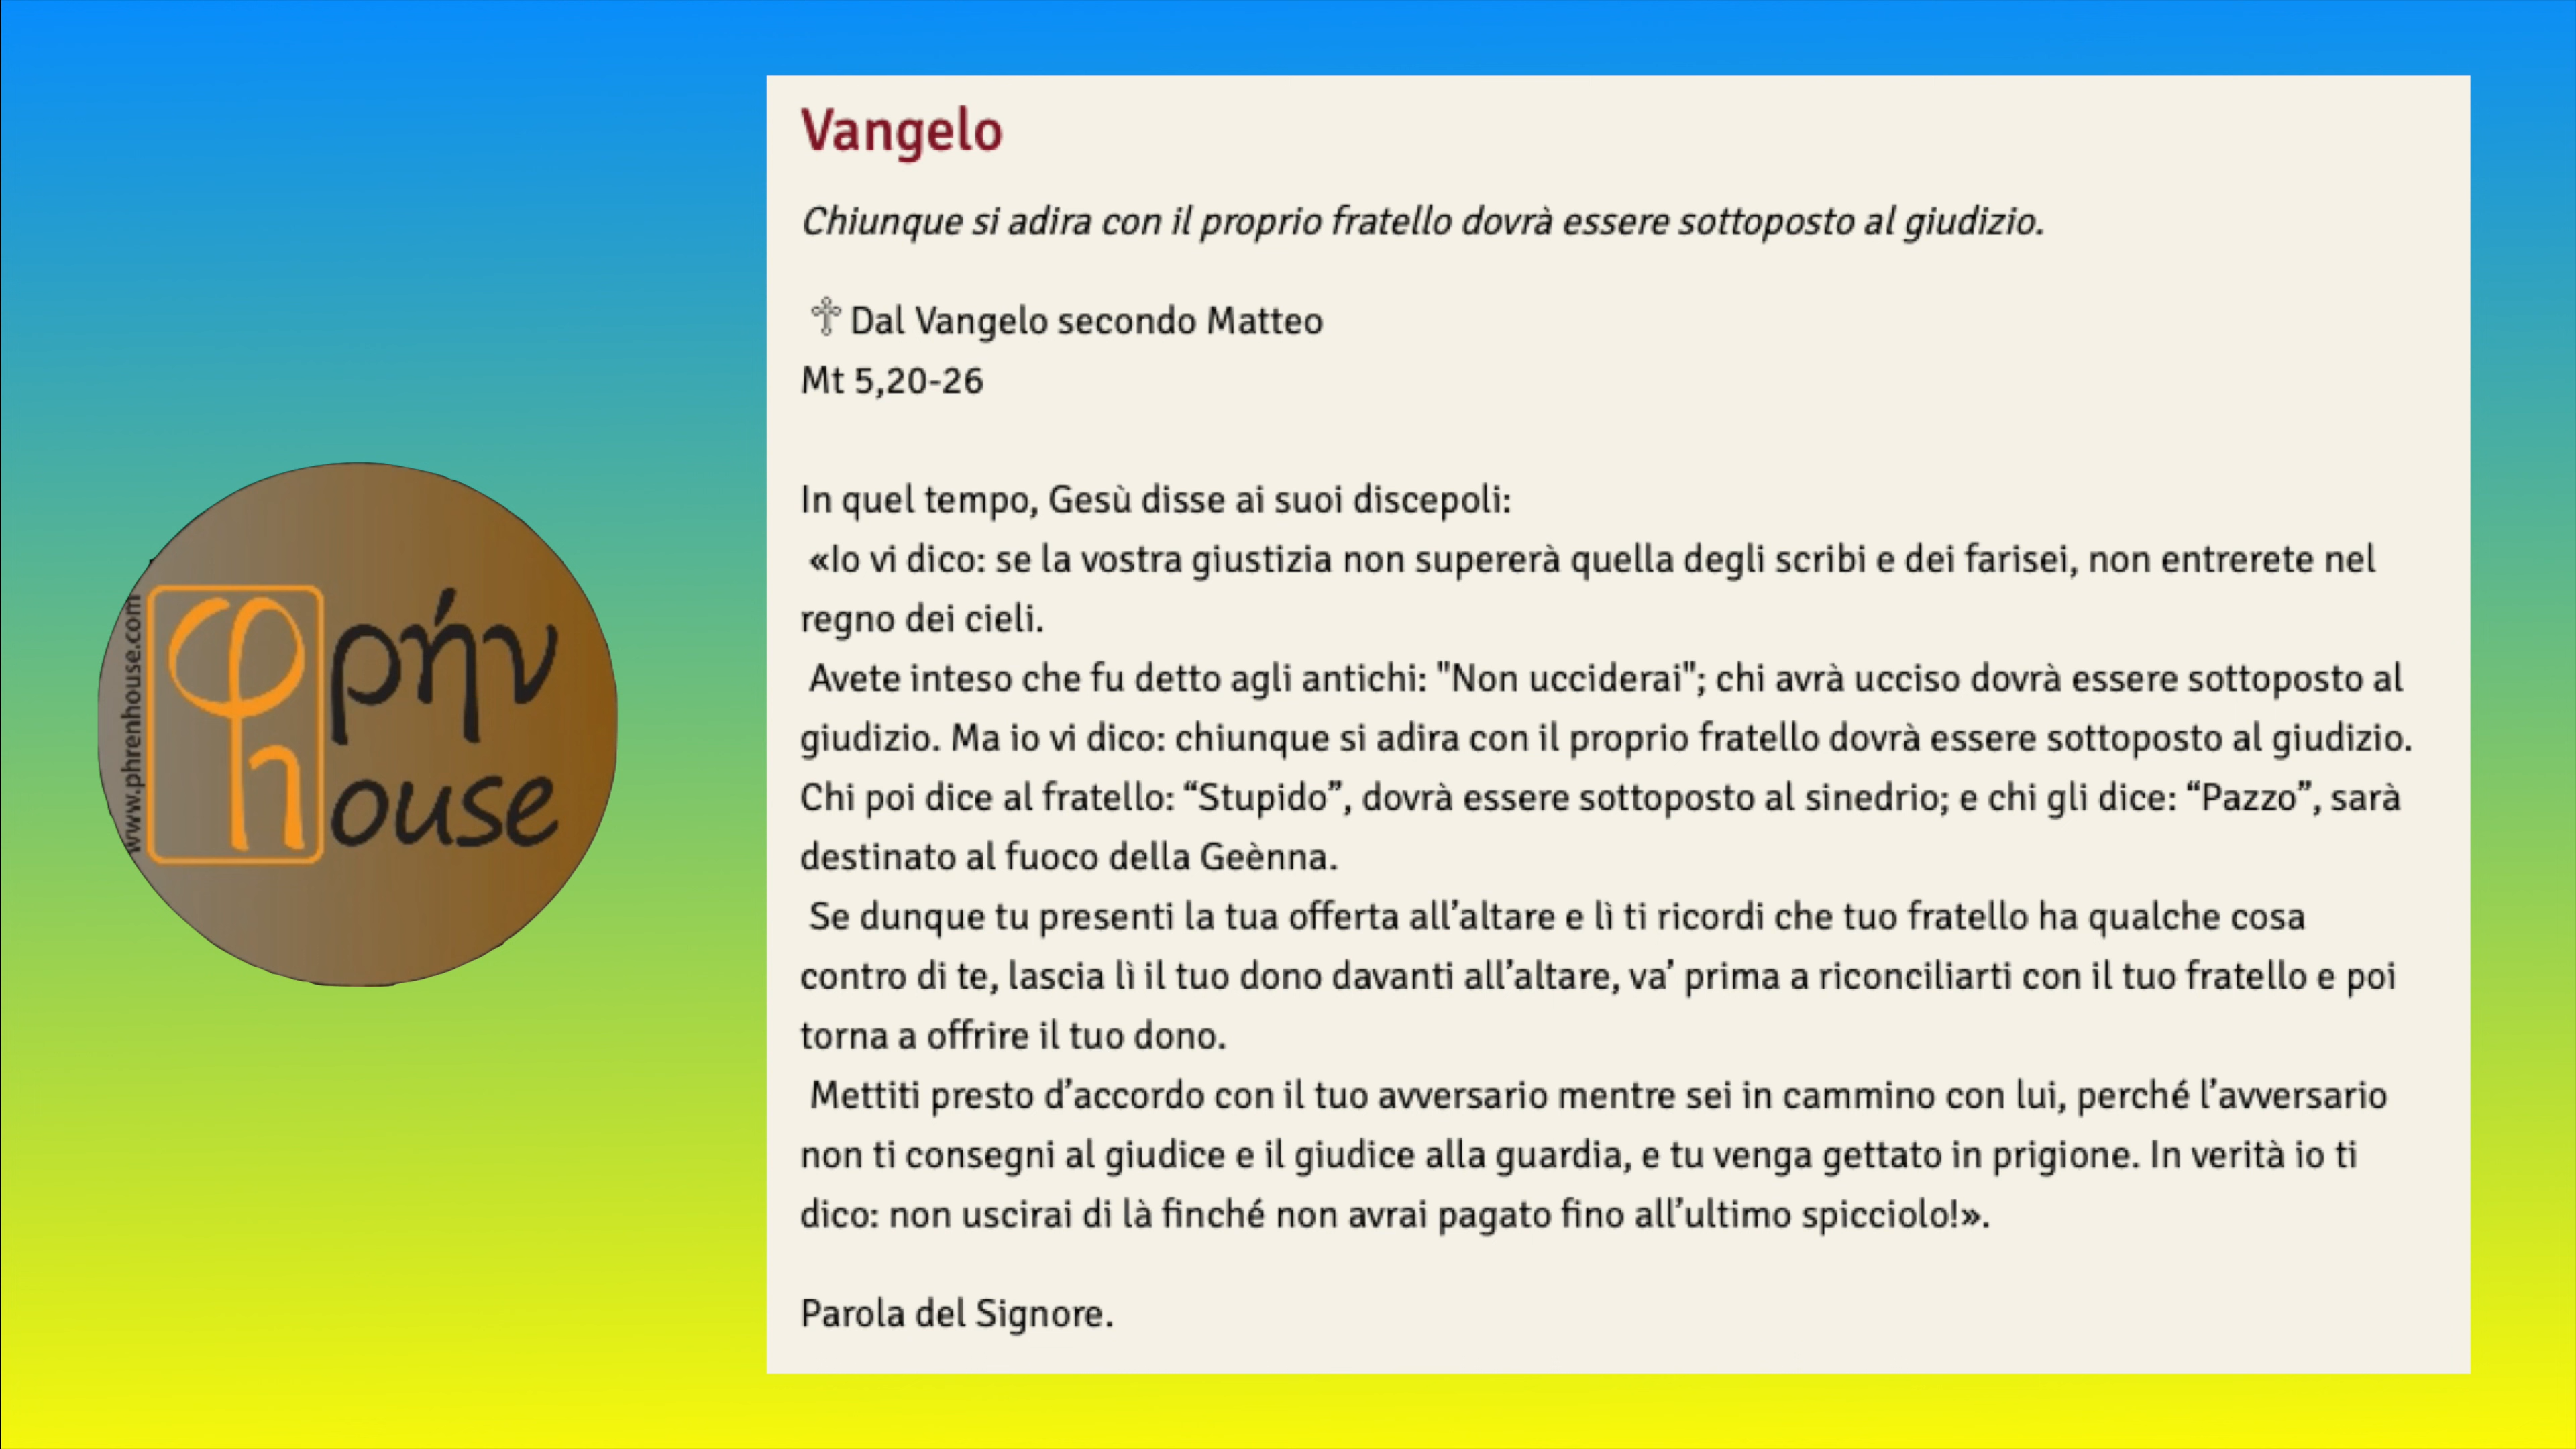 www.phrenhouse.com
φρήν
house
Vangelo
Chiunque si adira con il proprio fratello dovrà essere sottoposto al giudizio.
♱ Dal Vangelo secondo Matteo
Mt 5,20-26
In quel tempo, Gesù disse ai suoi discepoli:
«Io vi dico: se la vostra giustizia non supererà quella degli scribi e dei farisei, non entrerete nel
regno dei cieli.
Avete inteso che fu detto agli antichi: "Non ucciderai"; chi avrà ucciso dovrà essere sottoposto al
giudizio. Ma io vi dico: chiunque si adira con il proprio fratello dovrà essere sottoposto al giudizio.
Chi poi dice al fratello: “Stupido”, dovrà essere sottoposto al sinedrio; e chi gli dice: “Pazzo”, sarà
destinato al fuoco della Geènna.
Se dunque tu presenti la tua offerta all’altare e lì ti ricordi che tuo fratello ha qualche cosa
contro di te, lascia lì il tuo dono davanti all’altare, va’ prima a riconciliarti con il tuo fratello e poi
torna a offrire il tuo dono.
Mettiti presto d’accordo con il tuo avversario mentre sei in cammino con lui, perché l’avversario
non ti consegni al giudice e il giudice alla guardia, e tu venga gettato in prigione. In verità io ti
dico: non uscirai di là finché non avrai pagato fino all’ultimo spicciolo!».
Parola del Signore.